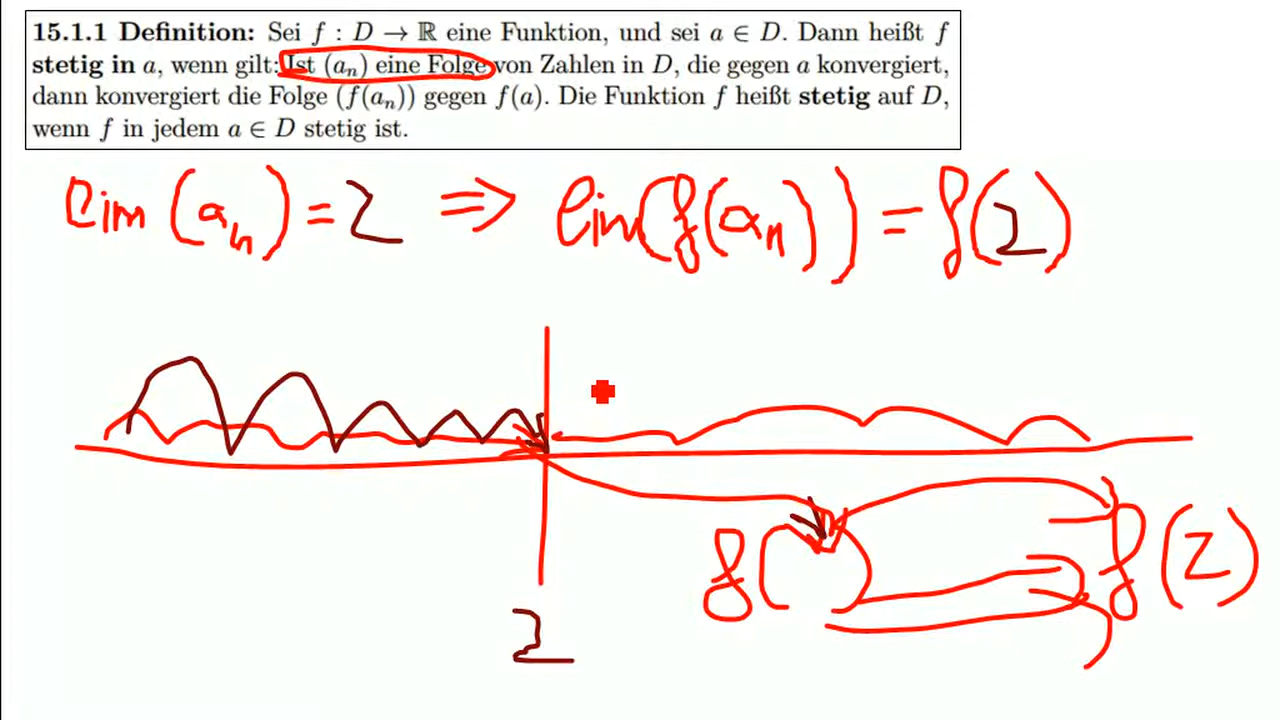 15.1.1 Definition: Sei f : D → ℝ eine Funktion, und sei a ∈ D. Dann heißt f
stetig in a, wenn gilt: Ist (aₙ) eine Folge von Zahlen in D, die gegen a konvergiert,
dann konvergiert die Folge (f(aₙ)) gegen f(a). Die Funktion f heißt stetig auf D,
wenn f in jedem a ∈ D stetig ist.
lim (aₙ) = 2 ⇒ lim(f(aₙ)) = f(2)
f( ) f(2)
2